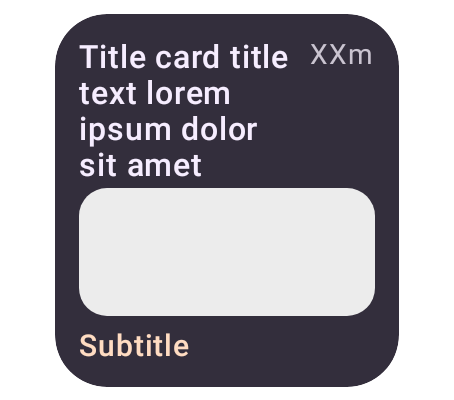 Title card title XXm
text lorem
ipsum dolor
sit amet
Subtitle